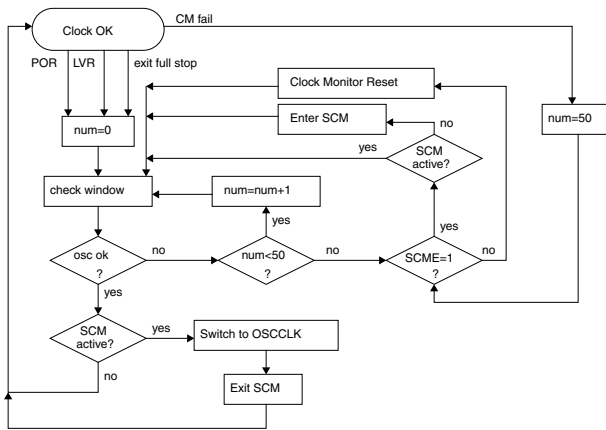 Clock OK
CM fail
POR LVR exit full stop
Clock Monitor Reset
num=0
Enter SCM
no
num=50
yes
SCM
active?
check window
num=num+1
yes
yes
osc ok
?
no
num<50
?
no
SCME=1
?
no
yes
SCM
active?
yes
Switch to OSCCLK
no
Exit SCM